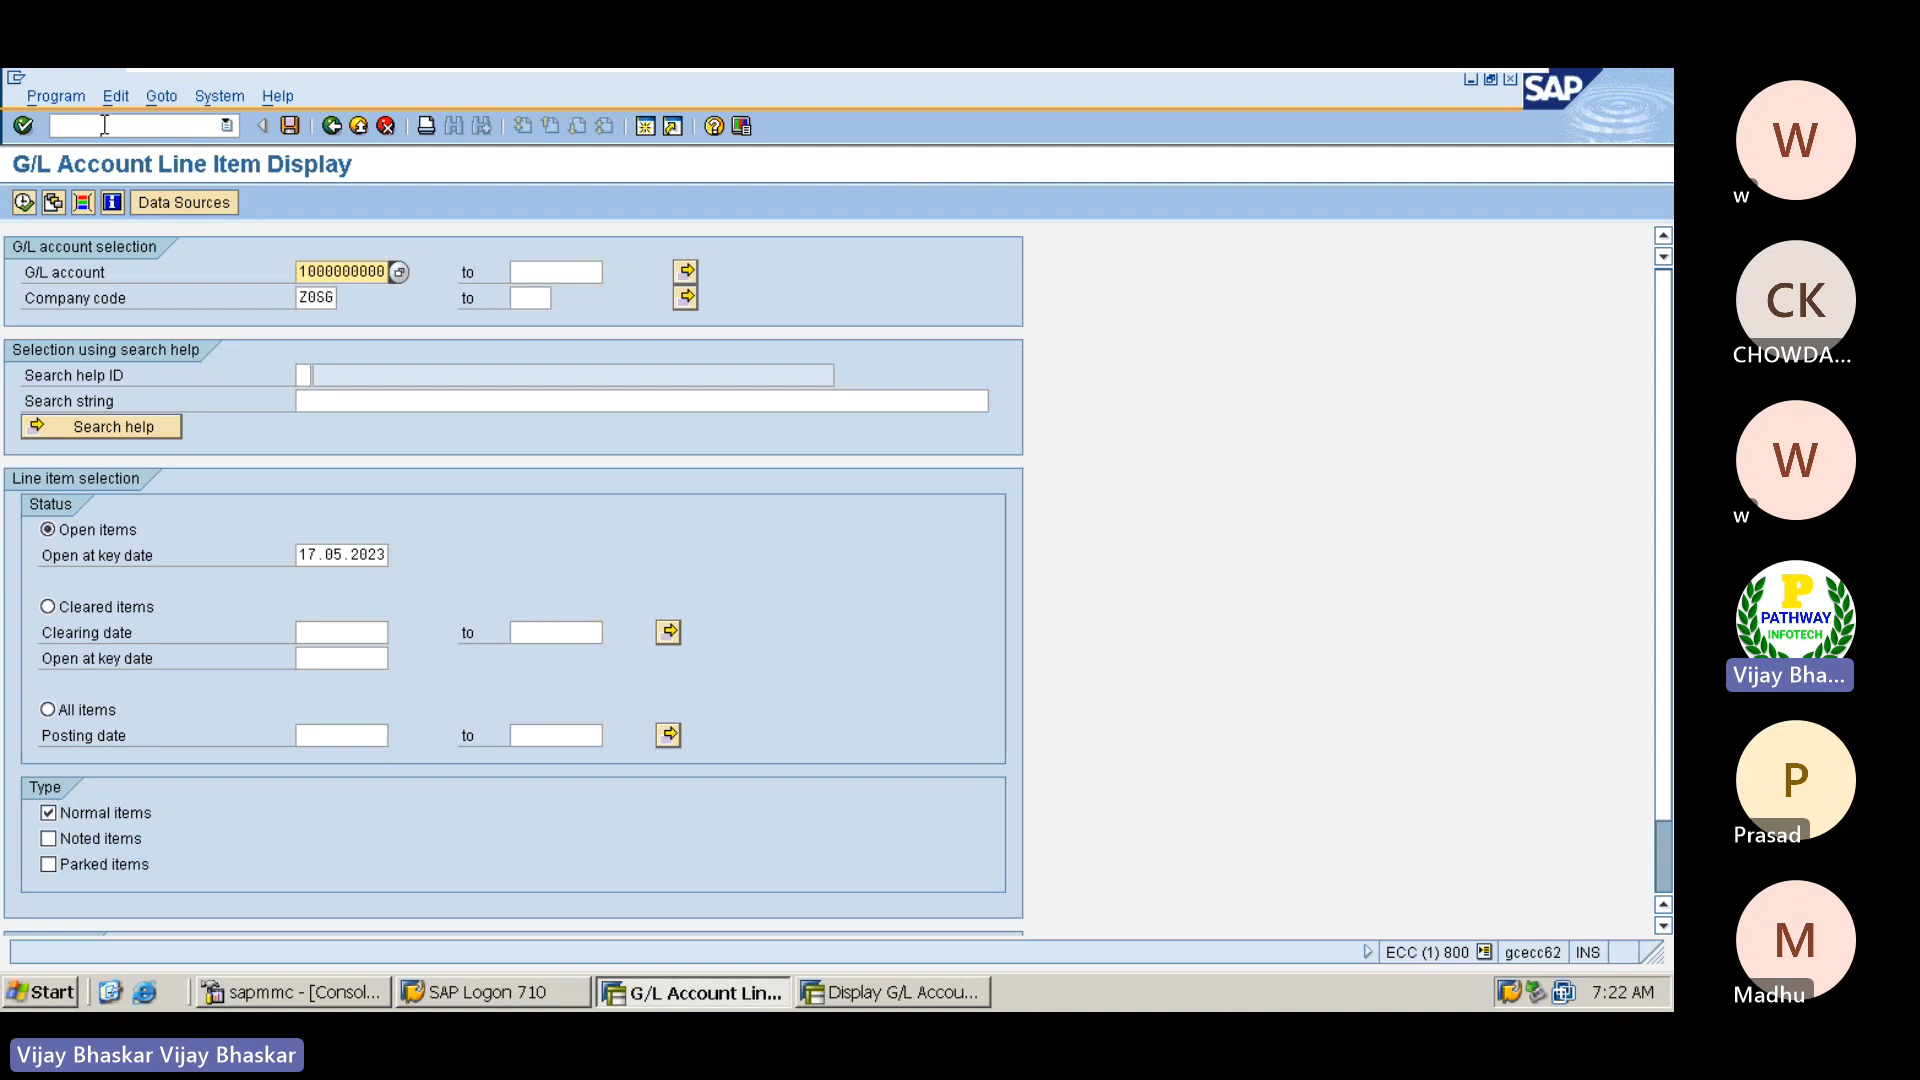 Program Edit Goto System Help
SAP
G/L Account Line Item Display
Data Sources
G/L account selection
G/L account 1000000000 to
Company code Z0SG to
Selection using search help
Search help ID
Search string
Search help
Line item selection
Status
Open items
Open at key date 17.05.2023
Cleared items
Clearing date to
Open at key date
All items
Posting date to
Type
Normal items
Noted items
Parked items
ECC (1) 800 gcecc62 INS
Start sapmmc - [Consol... SAP Logon 710 G/L Account Lin... Display G/L Accou... 7:22 AM
Vijay Bhaskar Vijay Bhaskar
W
w
CK
CHOWDA...
W
w
P
PATHWAY
INFOTECH
Vijay Bha...
P
Prasad
M
Madhu